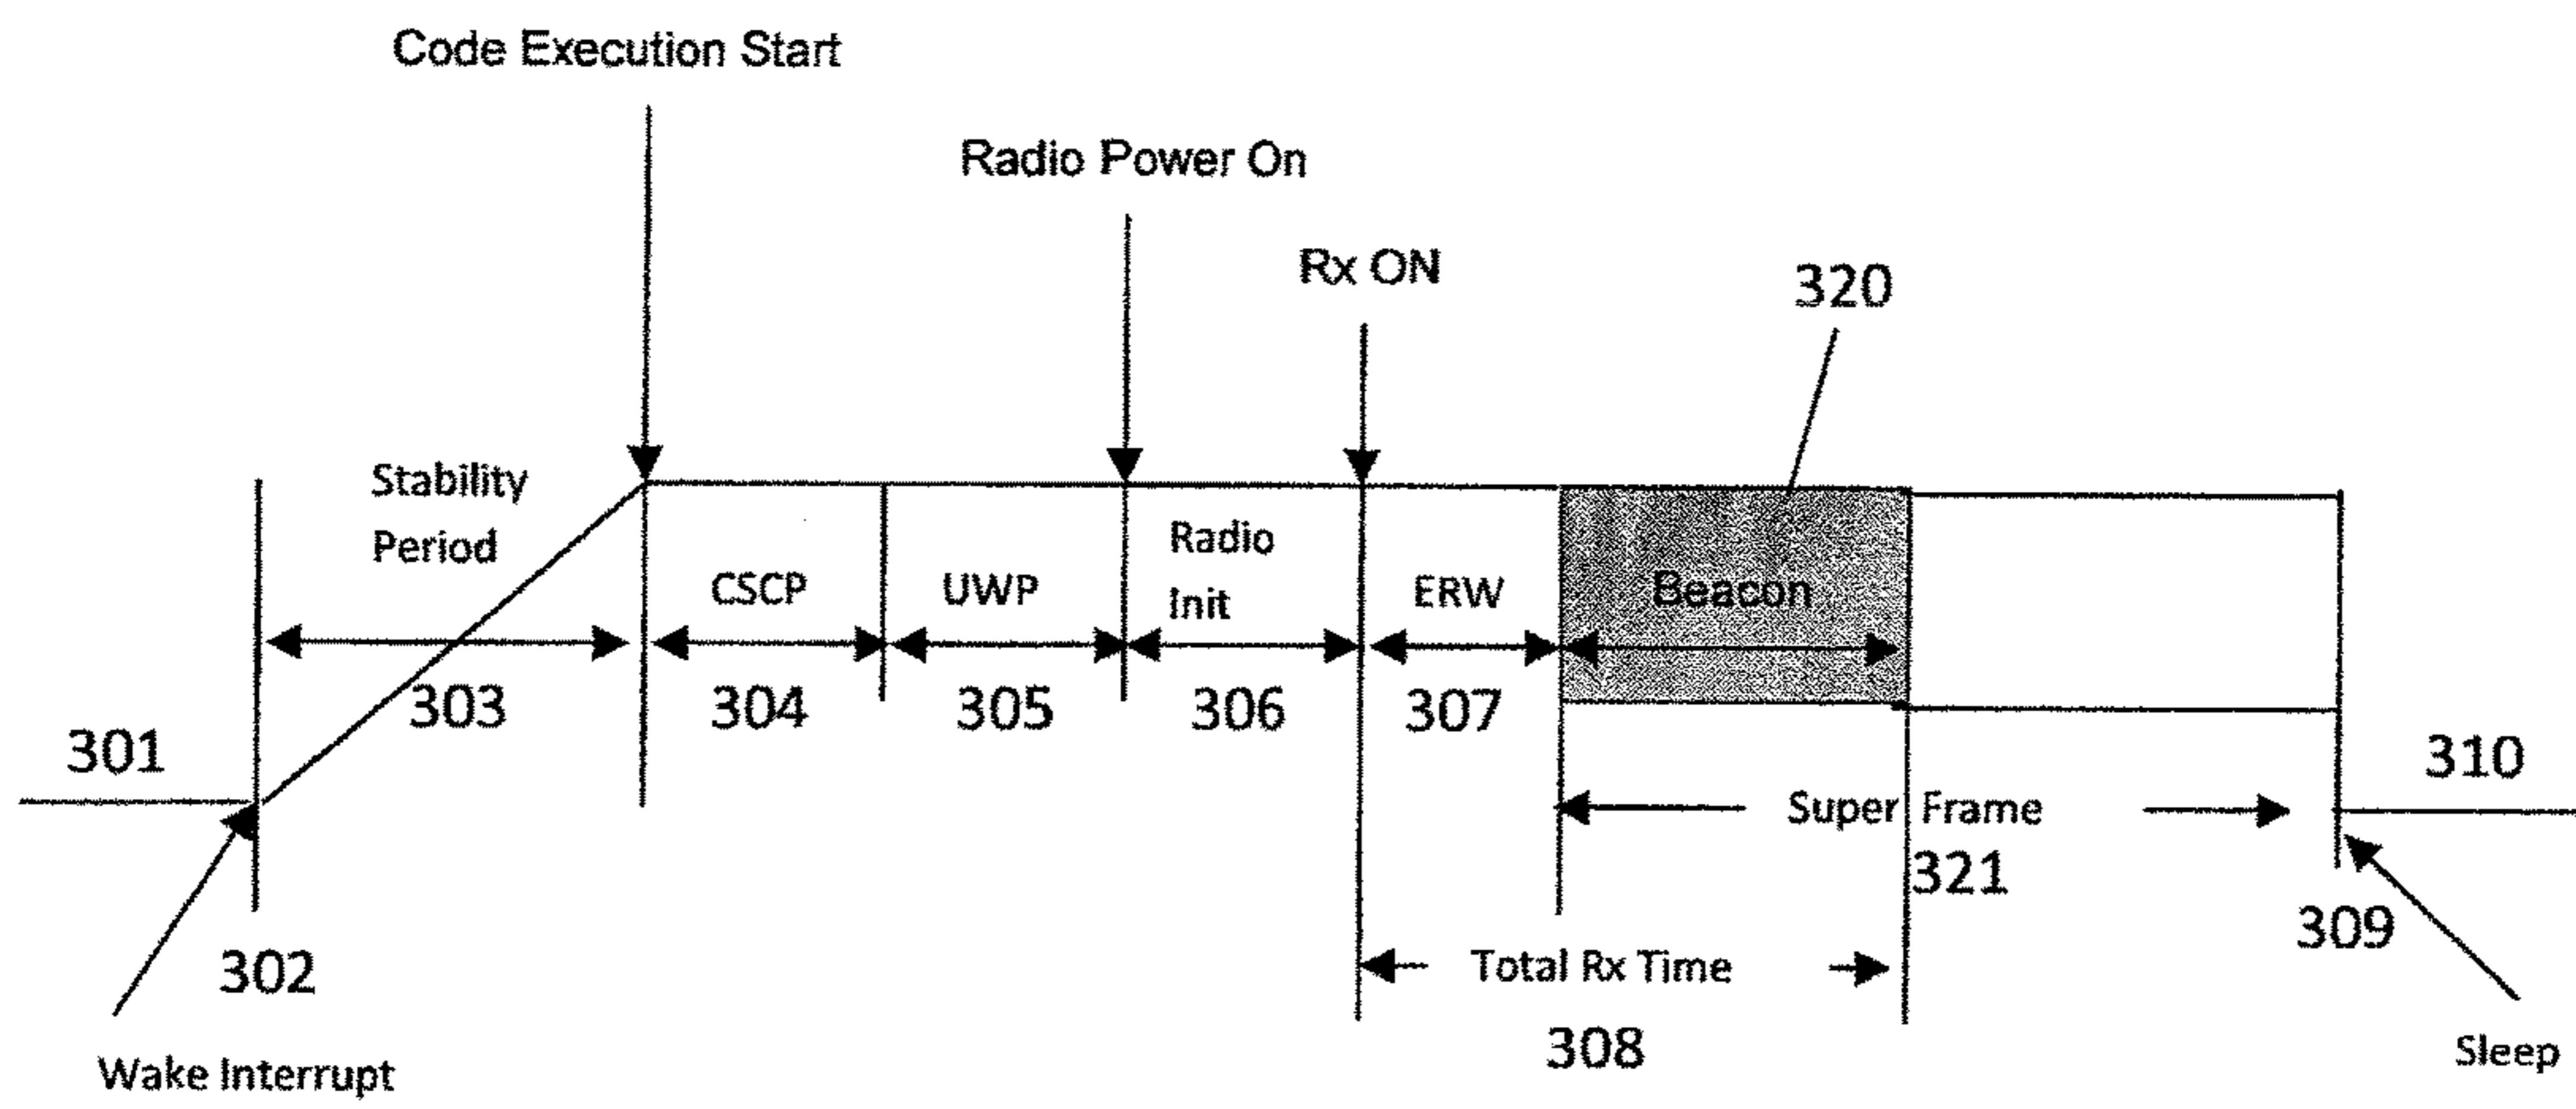 Code Execution Start
Radio Power On
Rx ON
320
Stability
Period
CSCP
UWP
Radio
Init
ERW
Beacon
303
304
305
306
307
301
310
Super Frame
321
302
309
Total Rx Time
308
Wake Interrupt
Sleep